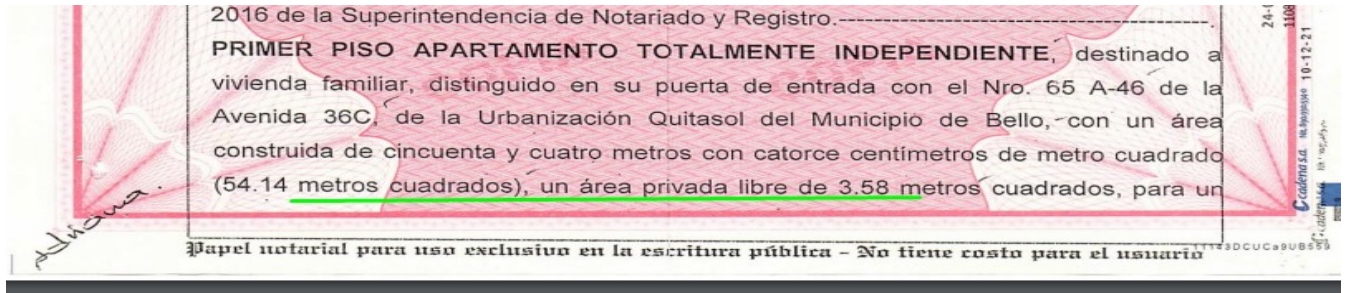 2016 de la Superintendencia de Notariado y Registro.-----------------------------------------.
PRIMER PISO APARTAMENTO TOTALMENTE INDEPENDIENTE, destinado a
vivienda familiar, distinguido en su puerta de entrada con el Nro. 65 A-46 de la
Avenida 36C, de la Urbanización Quitasol del Municipio de Bello, con un área
construida de cincuenta y cuatro metros con catorce centímetros de metro cuadrado
(54.14 metros cuadrados), un área privada libre de 3.58 metros cuadrados, para un
Papel notarial para uso exclusivo en la escritura pública - No tiene costo para el usuario
Cadena s.a.
10-12-21